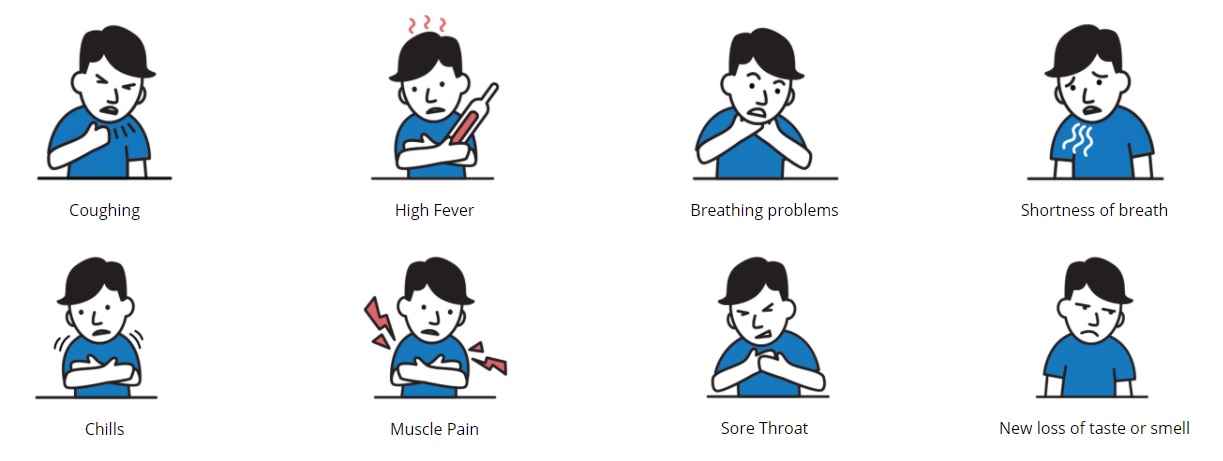 Coughing
High Fever
Breathing problems
Shortness of breath
Chills
Muscle Pain
Sore Throat
New loss of taste or smell